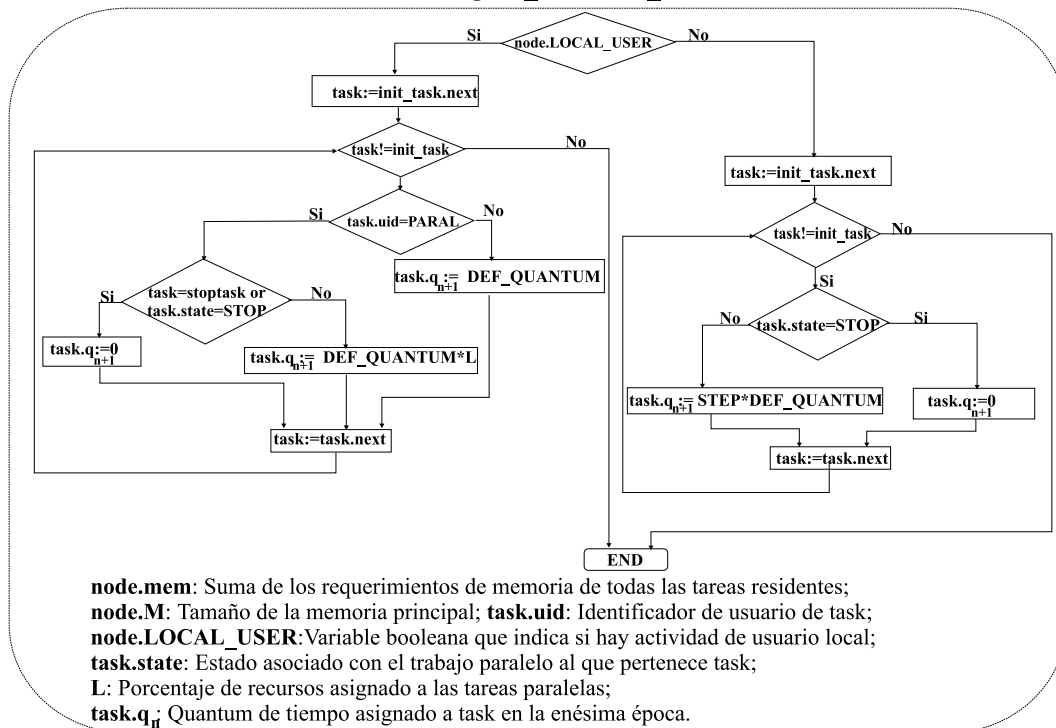 Si
node.LOCAL_USER
No
task:=init_task.next
task!=init_task
No
task.uid=PARAL
Si
No
task.q n+1 := DEF_QUANTUM
task=stoptask or
task.state=STOP
Si
No
task.q n+1 :=0
task.q n+1 := DEF_QUANTUM*L
task:=task.next
task:=init_task.next
task!=init_task
No
Si
task.state=STOP
No
Si
task.q n+1 := STEP*DEF_QUANTUM
task.q n+1 :=0
task:=task.next
END
node.mem: Suma de los requerimientos de memoria de todas las tareas residentes;
node.M: Tamaño de la memoria principal; task.uid: Identificador de usuario de task;
node.LOCAL_USER:Variable booleana que indica si hay actividad de usuario local;
task.state: Estado asociado con el trabajo paralelo al que pertenece task;
L: Porcentaje de recursos asignado a las tareas paralelas;
task.q n: Quantum de tiempo asignado a task en la enésima época.